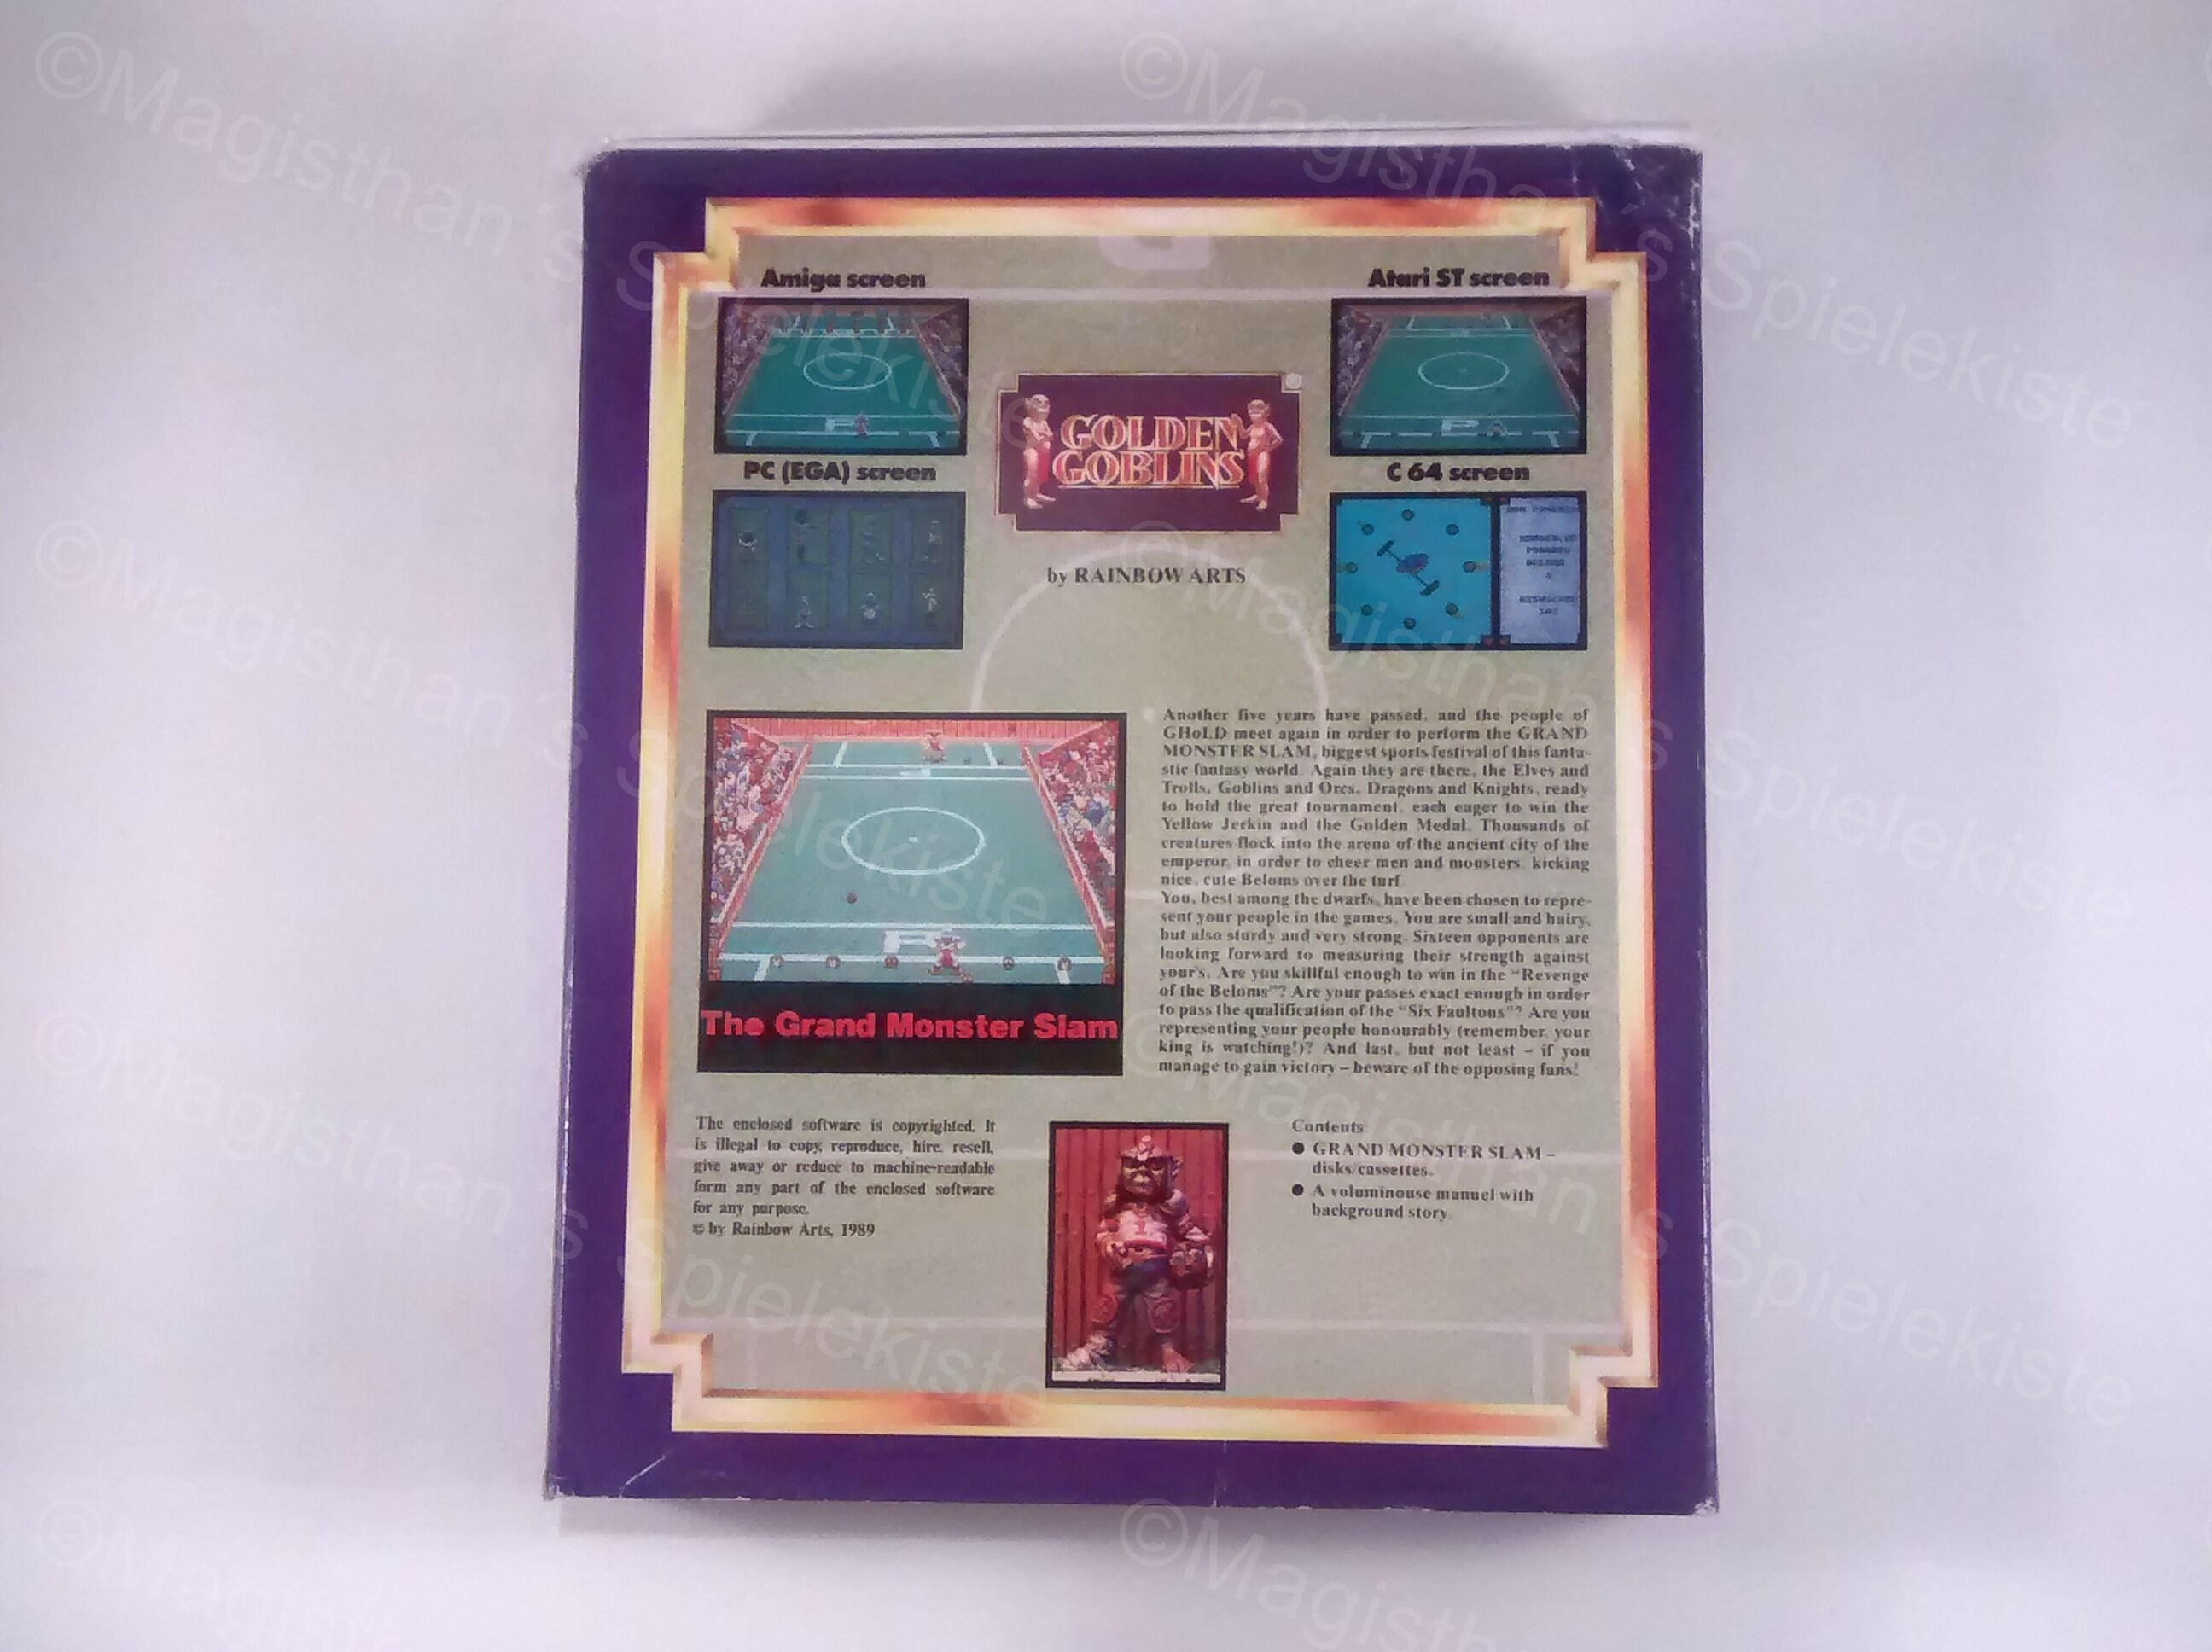 Amiga screen
Atari ST screen
GOLDEN
GOBLINS
PC (EGA) screen
C 64 screen
by RAINBOW ARTS
The Grand Monster Slam
Another five years have passed, and the people of
GHoLD meet again in order to perform the GRAND
MONSTER SLAM, biggest sports festival of this fanta-
stic fantasy world. Again they are there, the Elves and
Trolls, Goblins and Orcs, Dragons and Knights, ready
to hold the great tournament, each eager to win the
Yellow Jerkin and the Golden Medal. Thousands of
creatures flock into the arena of the ancient city of the
emperor, in order to cheer men and monsters, kicking
nice, cute Beloms over the turf.
You, best among the dwarfs, have been chosen to repre-
sent your people in the games. You are small and hairy,
but also sturdy and very strong. Sixteen opponents are
looking forward to measuring their strength against
your's. Are you skillful enough to win in the "Revenge
of the Beloms"? Are your passes exact enough in order
to pass the qualification of the "Six Faultons"? Are you
representing your people honourably (remember, your
king is watching!)? And last, but not least – if you
manage to gain victory – beware of the opposing fans!
The enclosed software is copyrighted. It
is illegal to copy, reproduce, hire, resell,
give away or reduce to machine-readable
form any part of the enclosed software
for any purpose.
© by Rainbow Arts, 1989
Contents
● GRAND MONSTER SLAM –
disks/cassettes.
● A voluminouse manuel with
background story.
©Magisthan´s Spielekiste
©Magisthan´s Spielekiste
©Magisthan´s Spielekiste
©Magisthan´s Spielekiste
©Magisthan´s Spielekiste
©Magisthan´s Spielekiste